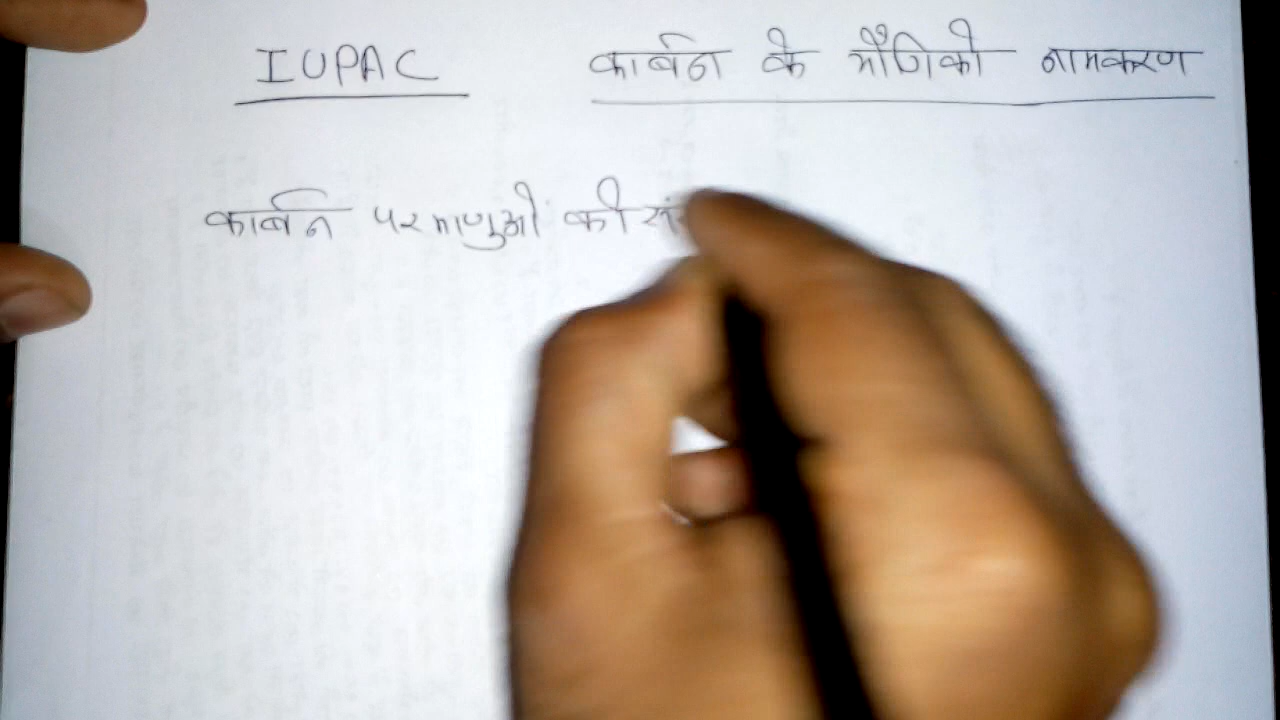 IUPAC कार्बन के यौगिको नामकरण
कार्बन परमाणुओं की